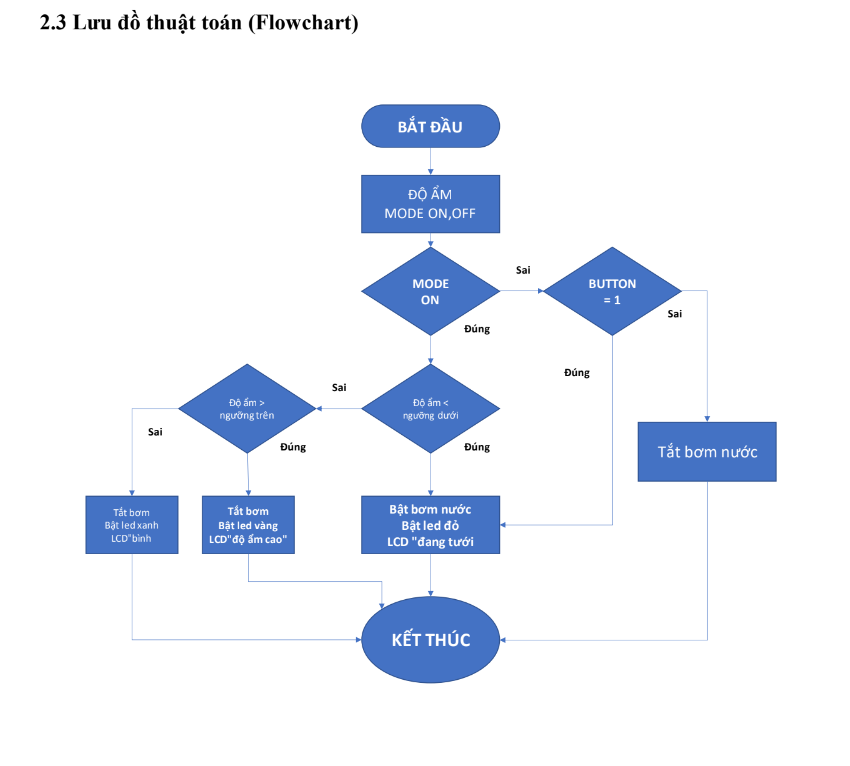 2.3 Lưu đồ thuật toán (Flowchart)
BẮT ĐẦU
ĐỘ ẨM
MODE ON,OFF
MODE
ON
Sai
BUTTON
= 1
Sai
Đúng
Đúng
Độ ẩm >
ngưỡng trên
Sai
Độ ẩm <
ngưỡng dưới
Sai
Đúng
Đúng
Tắt bơm nước
Tắt bơm
Bật led xanh
LCD"bình
Tắt bơm
Bật led vàng
LCD"độ ẩm cao"
Bật bơm nước
Bật led đỏ
LCD "đang tưới
KẾT THÚC